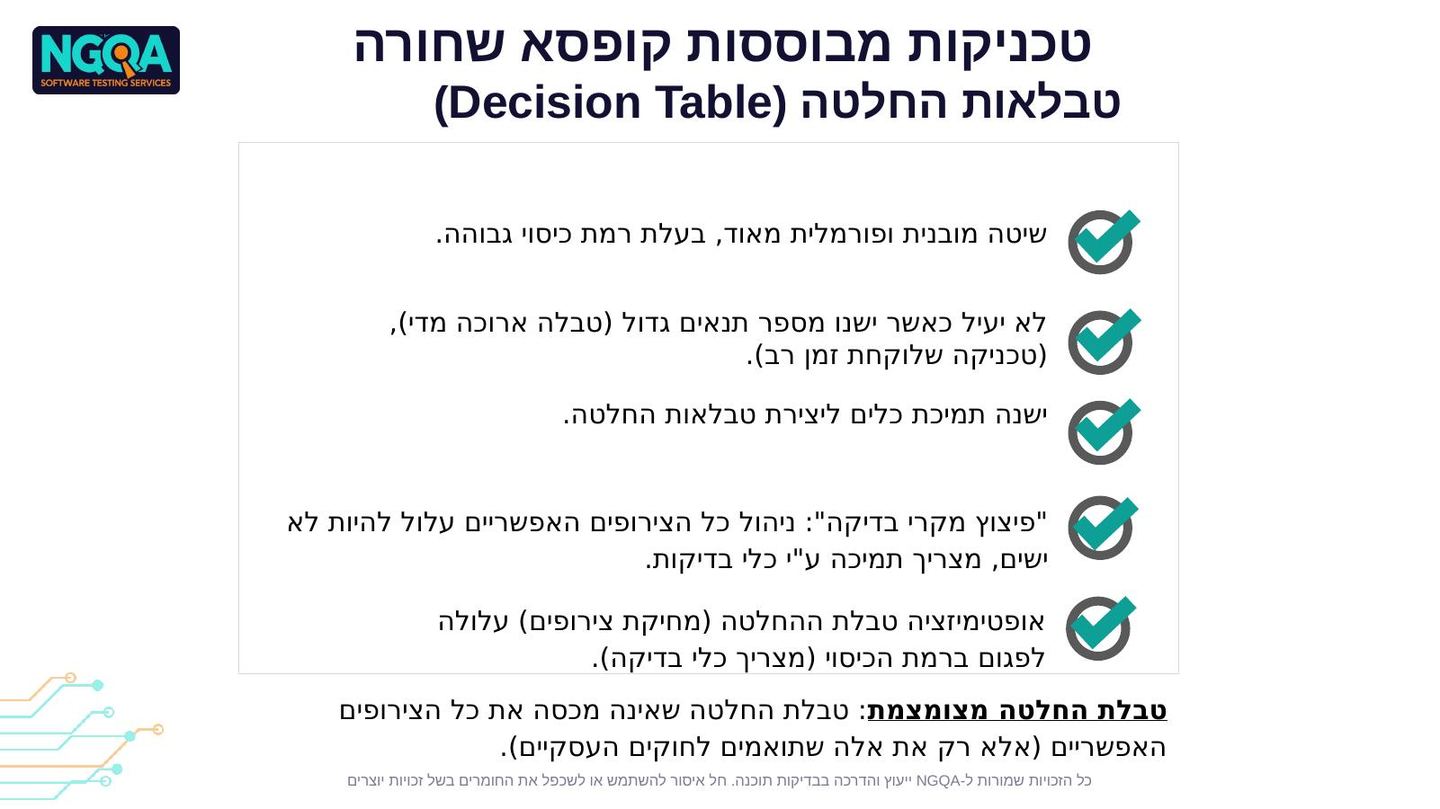 NGQA
SOFTWARE TESTING SERVICES
טכניקות מבוססות קופסא שחורה
טבלאות החלטה (Decision Table)
שיטה מובנית ופורמלית מאוד, בעלת רמת כיסוי גבוהה.
לא יעיל כאשר ישנו מספר תנאים גדול (טבלה ארוכה מדי),
(טכניקה שלוקחת זמן רב).
ישנה תמיכת כלים ליצירת טבלאות החלטה.
"פיצוץ מקרי בדיקה": ניהול כל הצירופים האפשריים עלול להיות לא
ישים, מצריך תמיכה ע"י כלי בדיקות.
אופטימיזציה טבלת ההחלטה (מחיקת צירופים) עלולה
לפגום ברמת הכיסוי (מצריך כלי בדיקה).
טבלת החלטה מצומצמת: טבלת החלטה שאינה מכסה את כל הצירופים
האפשריים (אלא רק את אלה שתואמים לחוקים העסקיים).
כל הזכויות שמורות ל-NGQA ייעוץ והדרכה בבדיקות תוכנה. חל איסור להשתמש או לשכפל את החומרים בשל זכויות יוצרים